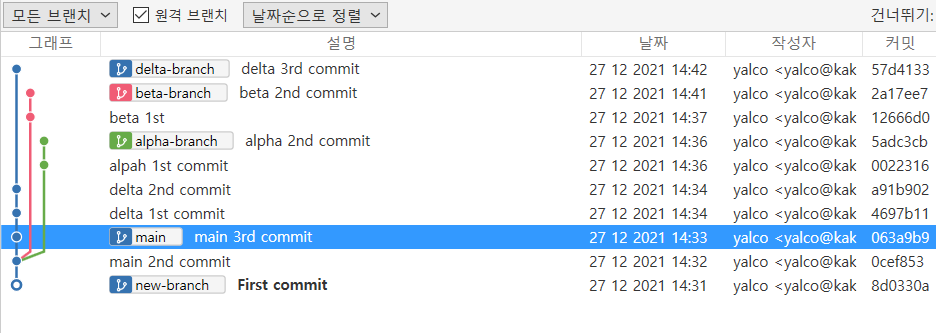 모든 브랜치 원격 브랜치 날짜순으로 정렬 건너뛰기:
그래프 설명 날짜 작성자 커밋
delta-branch delta 3rd commit 27 12 2021 14:42 yalco <yalco@kak 57d4133
beta-branch beta 2nd commit 27 12 2021 14:41 yalco <yalco@kak 2a17ee7
beta 1st 27 12 2021 14:37 yalco <yalco@kak 12666d0
alpha-branch alpha 2nd commit 27 12 2021 14:36 yalco <yalco@kak 5adc3cb
alpah 1st commit 27 12 2021 14:36 yalco <yalco@kak 0022316
delta 2nd commit 27 12 2021 14:34 yalco <yalco@kak a91b902
delta 1st commit 27 12 2021 14:34 yalco <yalco@kak 4697b11
main main 3rd commit 27 12 2021 14:33 yalco <yalco@kak 063a9b9
main 2nd commit 27 12 2021 14:32 yalco <yalco@kak 0cef853
new-branch First commit 27 12 2021 14:31 yalco <yalco@kak 8d0330a